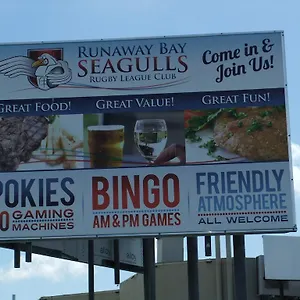 RUNAWAY BAY
SEAGULLS
RUGBY LEAGUE CLUB
Come in &
Join Us!
GREAT FOOD!
GREAT VALUE!
GREAT FUN!
POKIES
GAMING
MACHINES
BINGO
AM & PM GAMES
FRIENDLY
ATMOSPHERE
ALL WELCOME